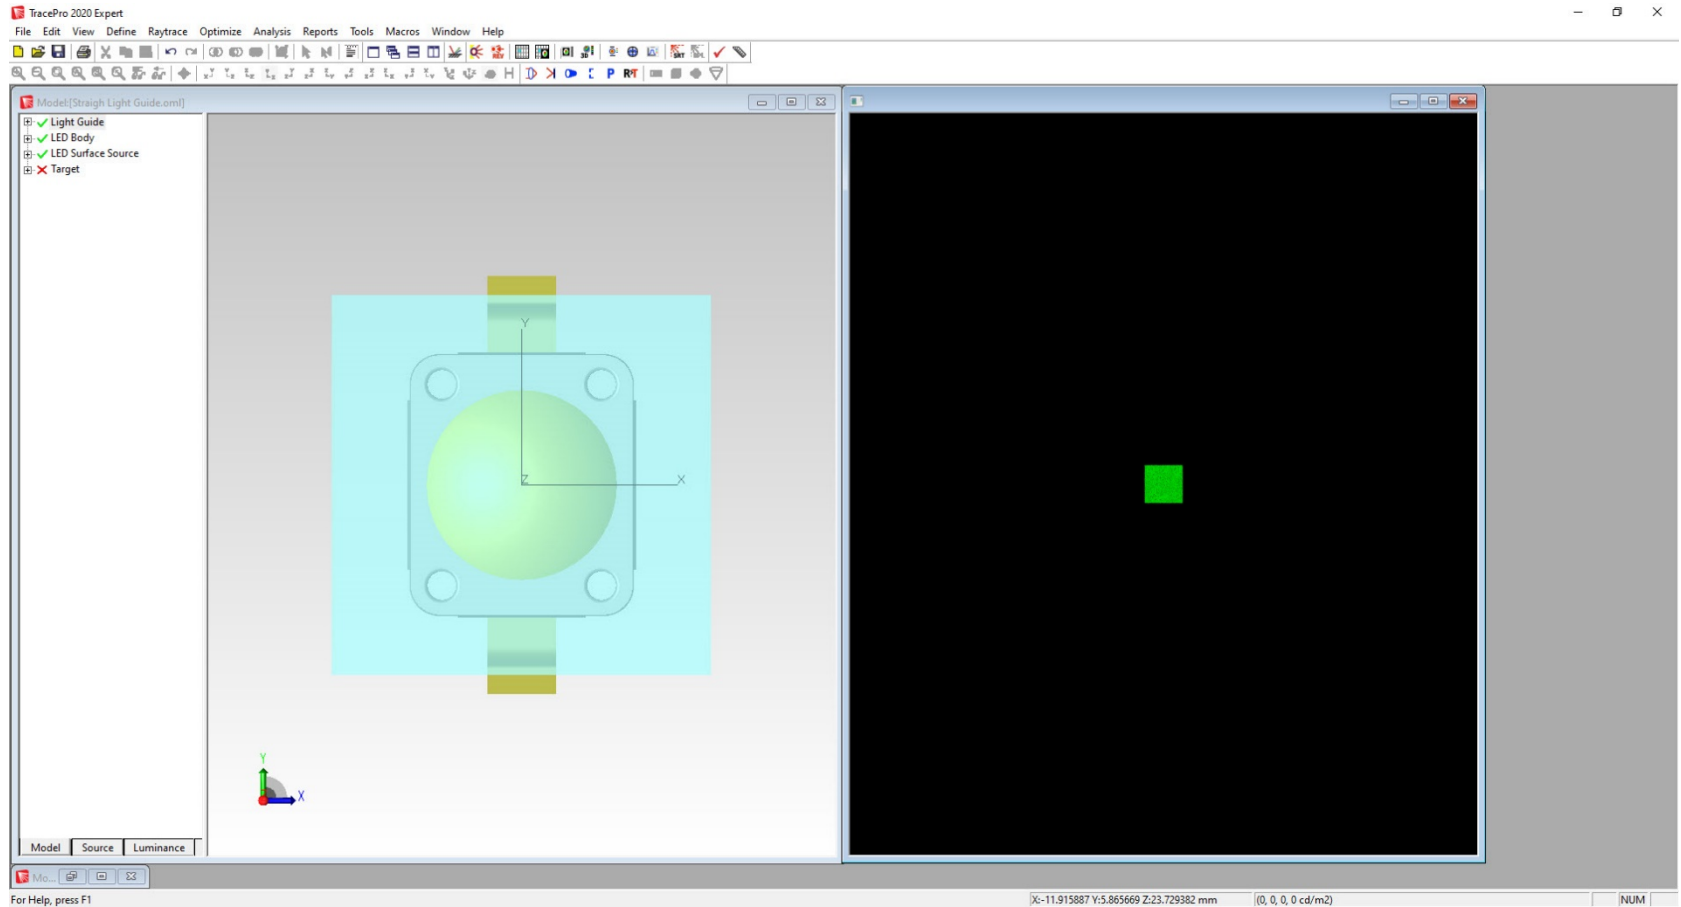 TracePro 2020 Expert
File Edit View Define Raytrace Optimize Analysis Reports Tools Macros Window Help
Model:[Straigh Light Guide.oml]
Light Guide
LED Body
LED Surface Source
Target
Y
X
Z
Y
X
Model Source Luminance
Mo...
For Help, press F1
X:-11.915887 Y:5.865669 Z:23.729382 mm
(0, 0, 0, 0 cd/m2)
NUM